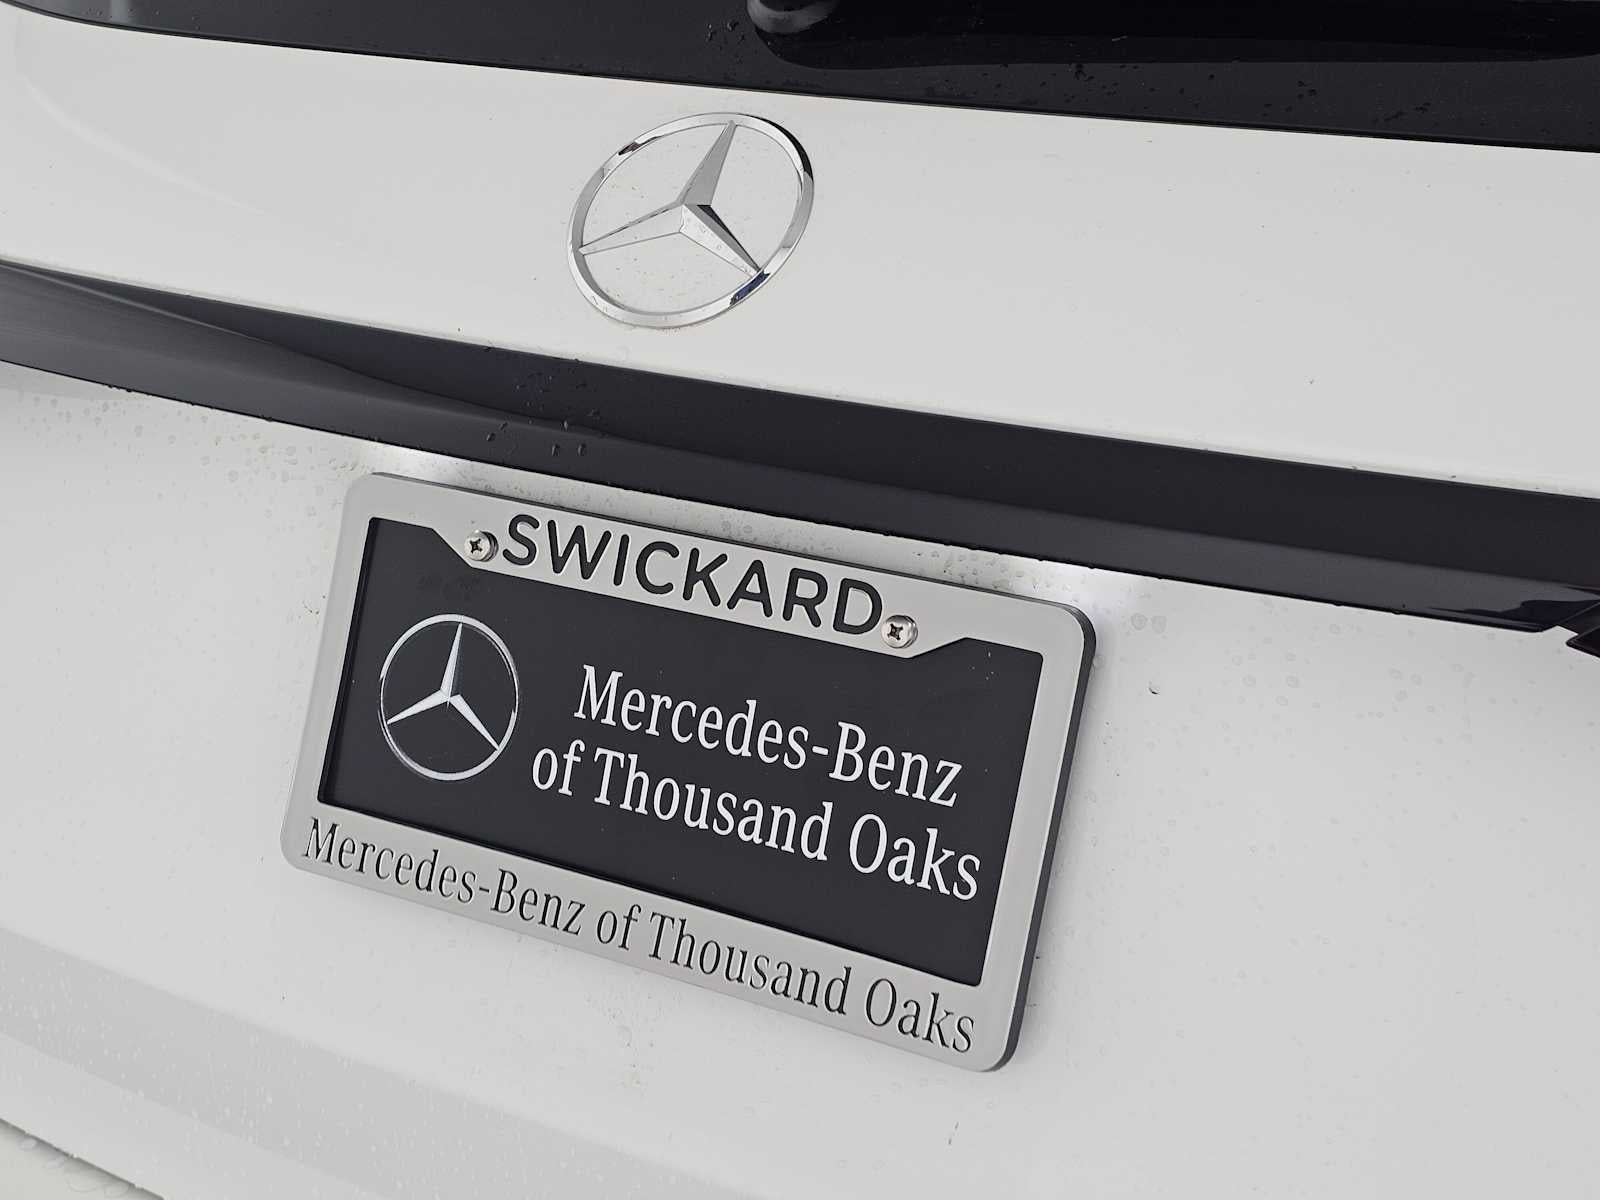 SWICKARD
Mercedes-Benz
of Thousand Oaks
Mercedes-Benz of Thousand Oaks